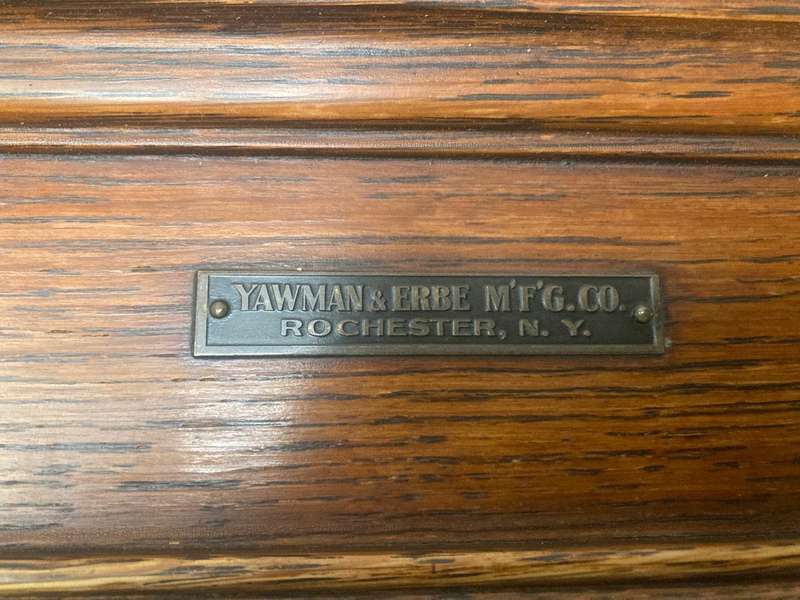 YAWMAN & ERBE M'F'G. CO.
ROCHESTER, N. Y.